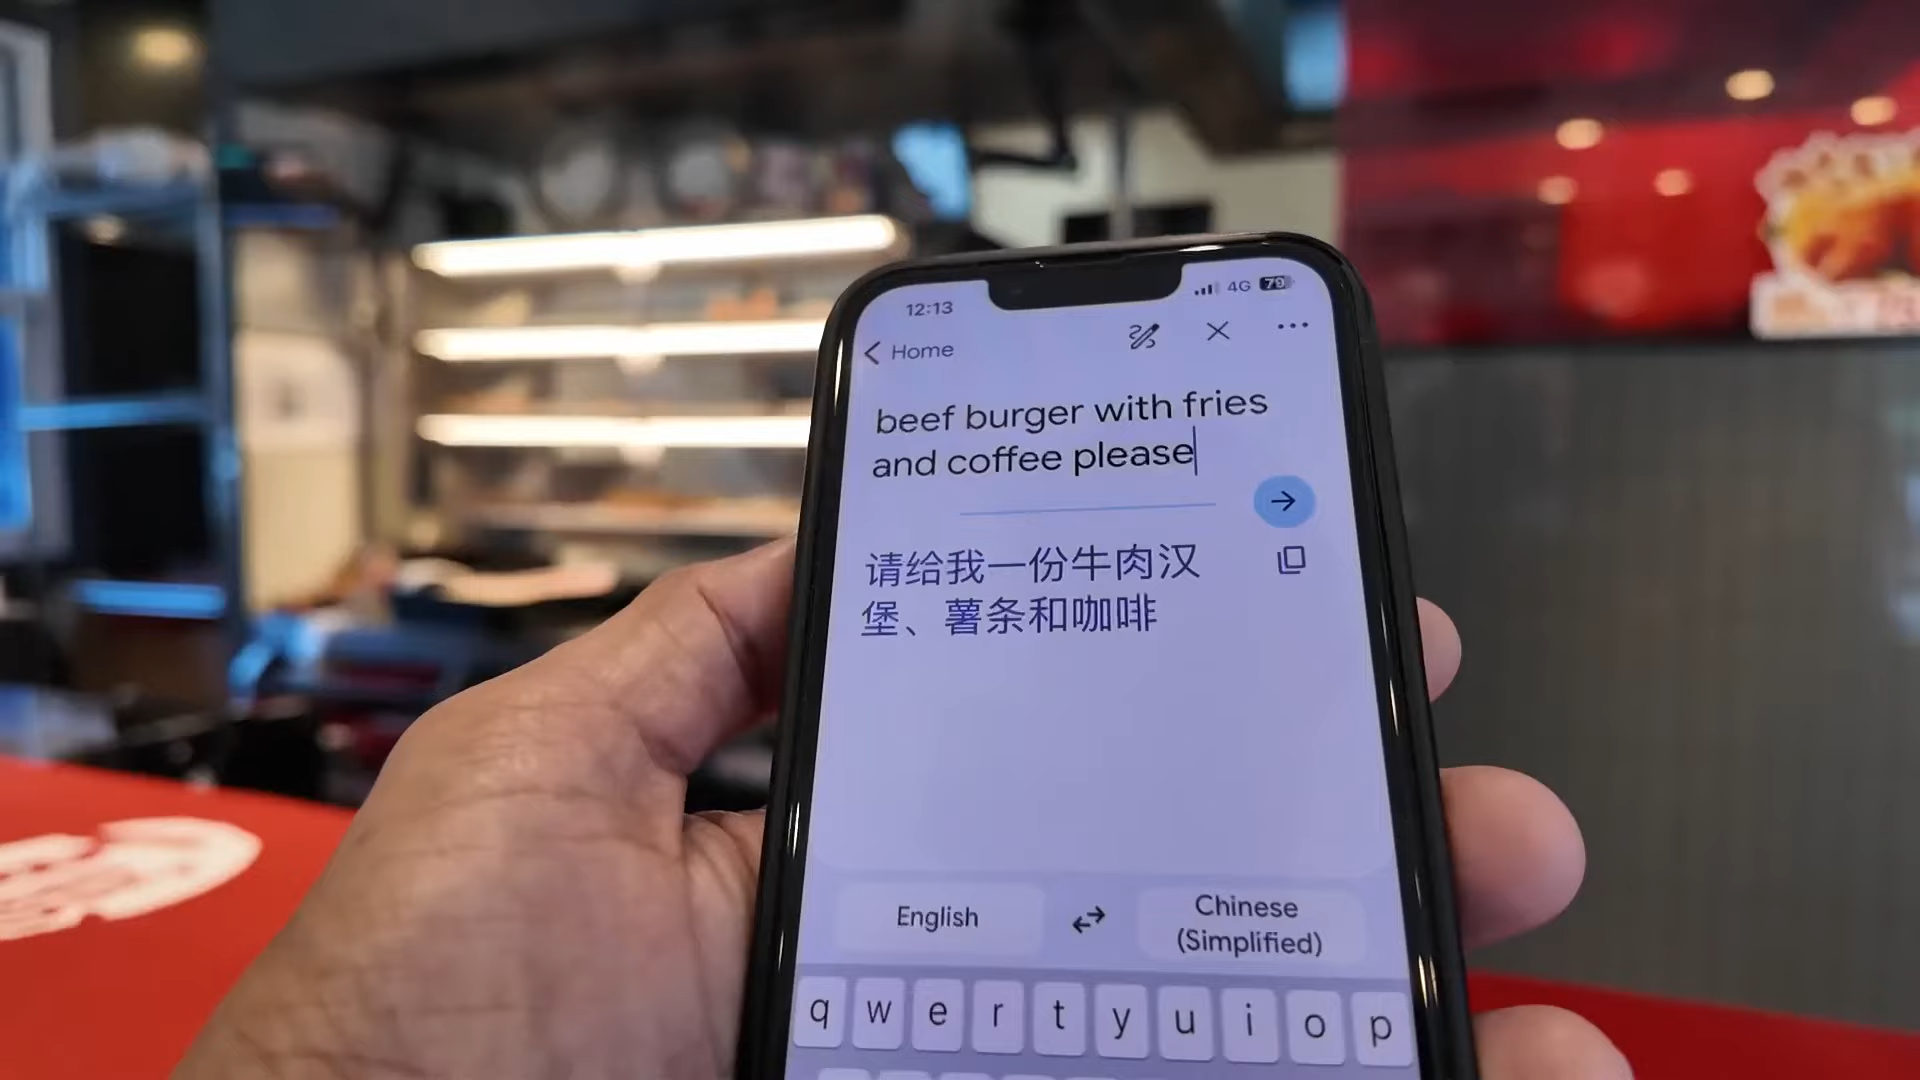 12:13
4G
79
Home
beef burger with fries
and coffee please
请给我一份牛肉汉
堡、薯条和咖啡
English
Chinese
(Simplified)
q w e r t y u i o p